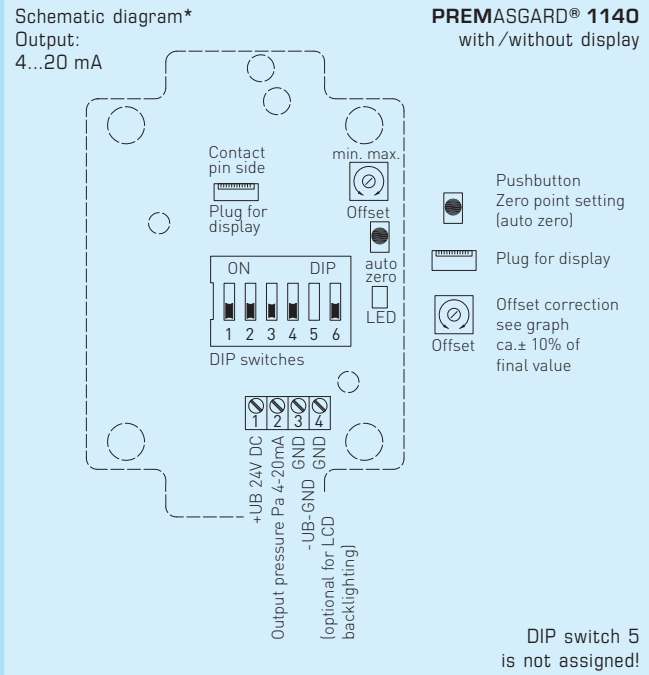 Schematic diagram*
Output:
4...20 mA
PREMASGARD® 1140
with /without display
Contact
pin side
Plug for
display
min. max.
Offset
auto
zero
LED
ON DIP
1 2 3 4 5 6
DIP switches
1 2 3 4
+UB 24V DC
Output pressure Pa 4-20mA
GND
-UB-GND
GND
(optional for LCD
backlighting)
Pushbutton
Zero point setting
(auto zero)
Plug for display
Offset
Offset correction
see graph
ca.± 10% of
final value
DIP switch 5
is not assigned!